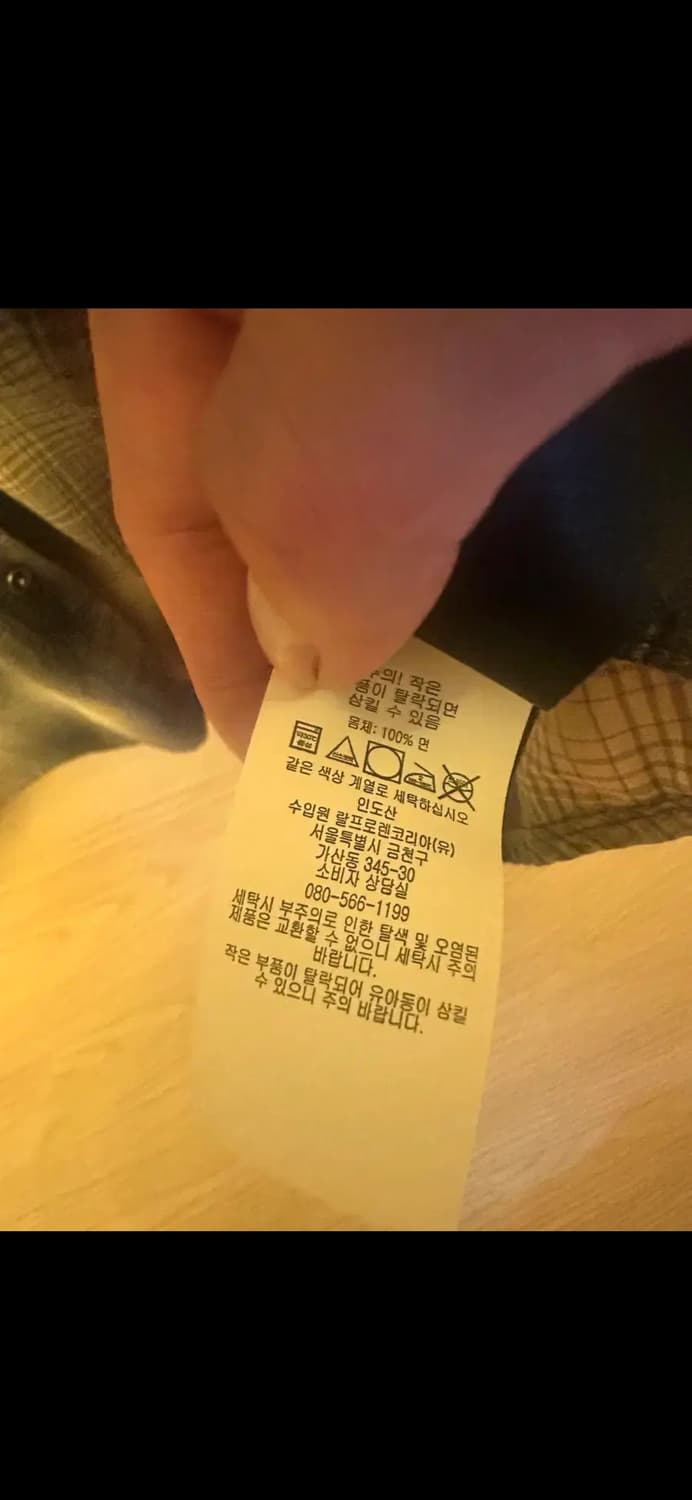 주의! 작은
품이 탈락되면
삼킬 수 있음
몸체: 100% 면
같은 색상 계열로 세탁하십시오
인도산
수입원 랄프로렌코리아(유)
서울특별시 금천구
가산동 345-30
소비자 상담실
080-566-1199
세탁시 부주의로 인한 탈색 및 오염된
제품은 교환할 수 없으니 세탁시 주의
바랍니다.
작은 부품이 탈락되어 유아동이 삼킬
수 있으니 주의 바랍니다.